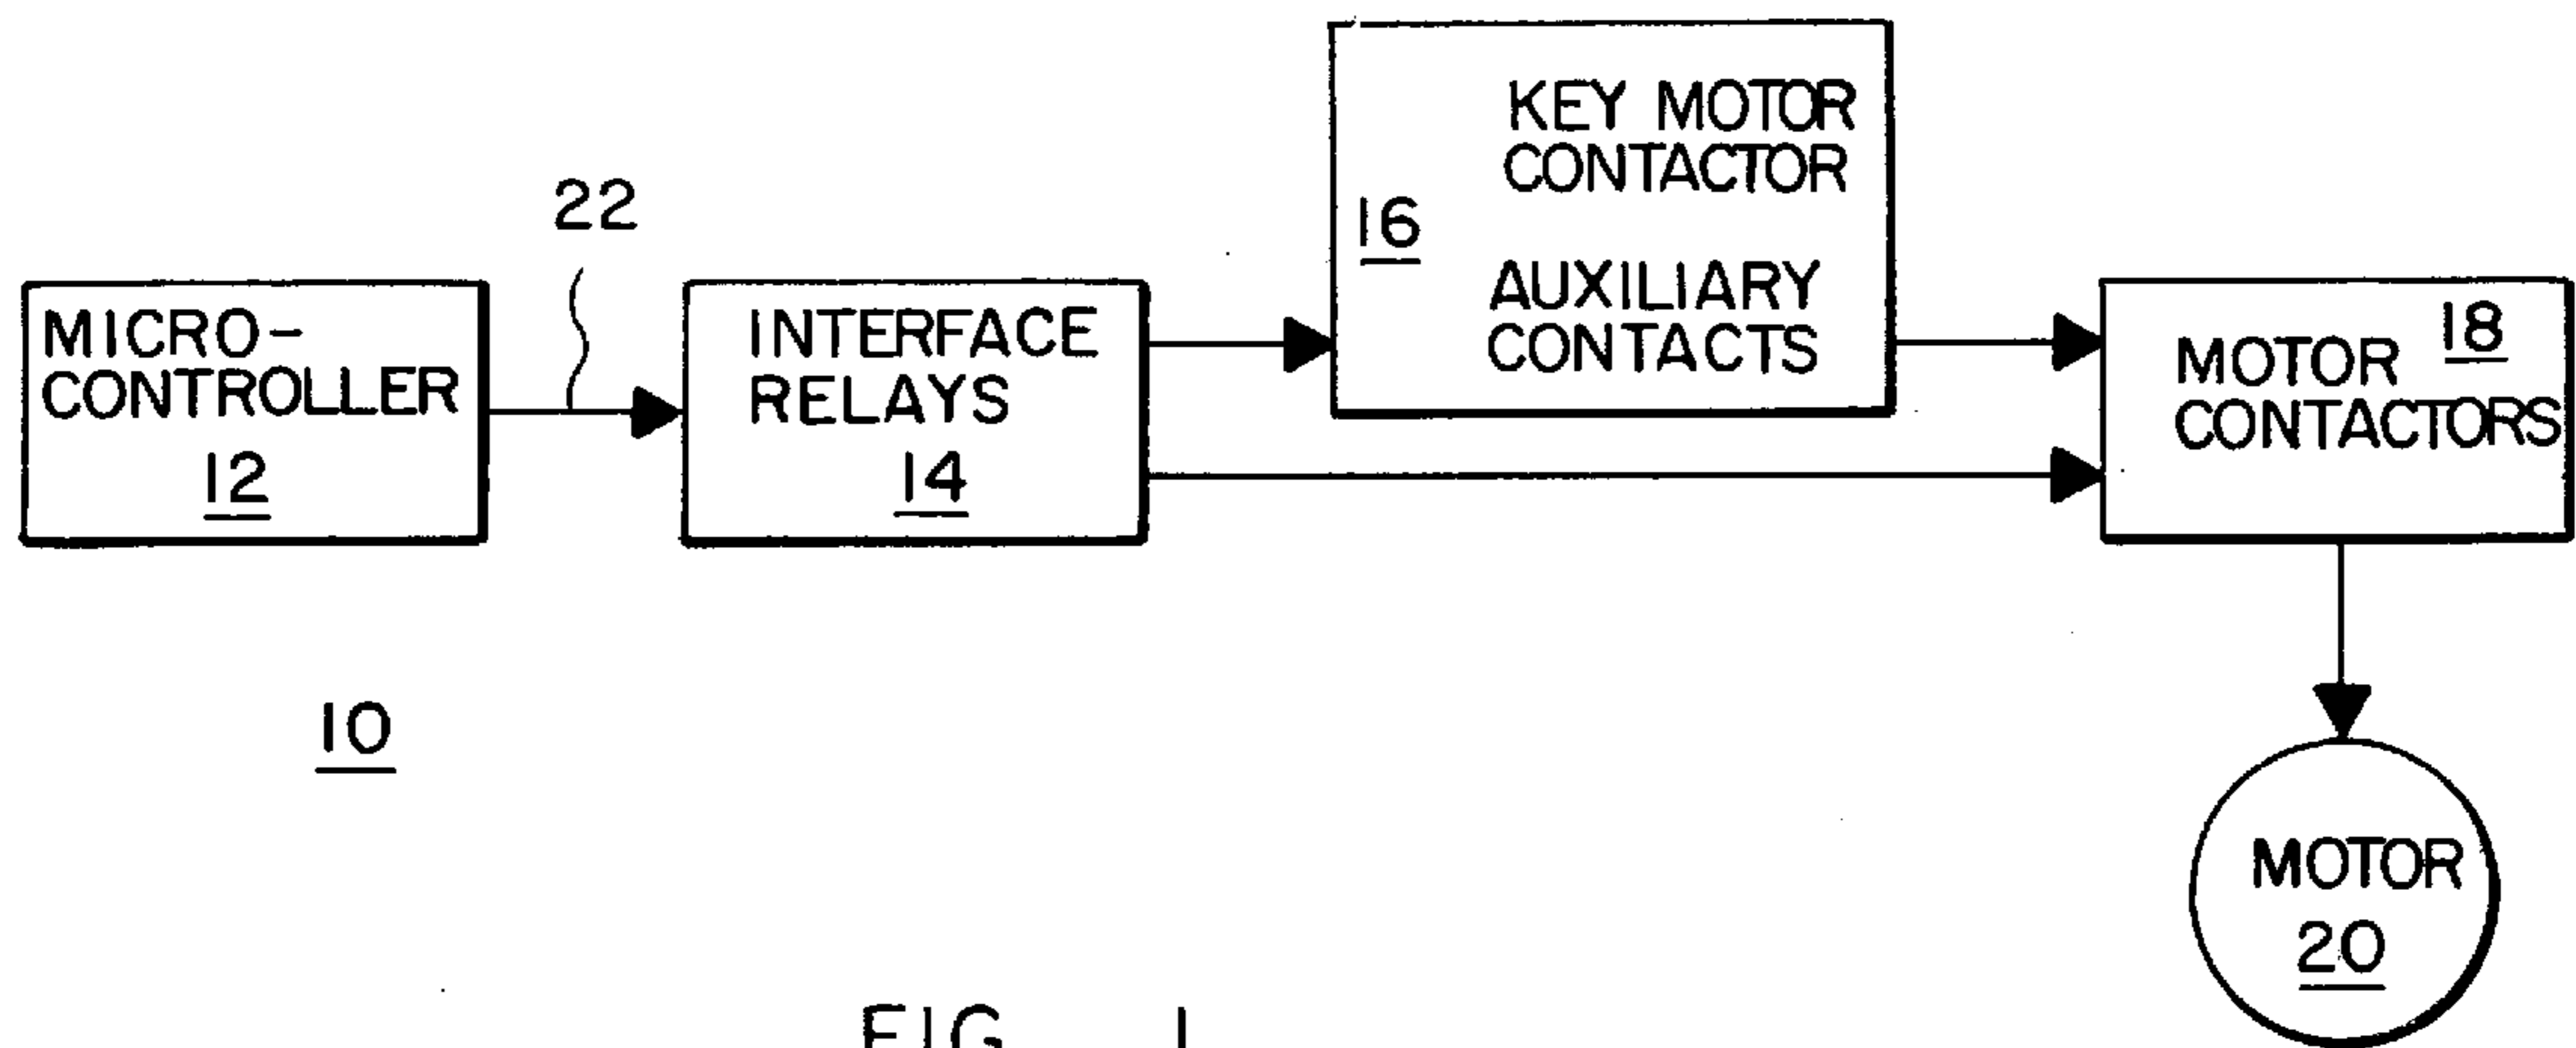 MICRO-
CONTROLLER
12
22
INTERFACE
RELAYS
14
16
KEY MOTOR
CONTACTOR
AUXILIARY
CONTACTS
18
MOTOR
CONTACTORS
10
MOTOR
20
FIG. 1